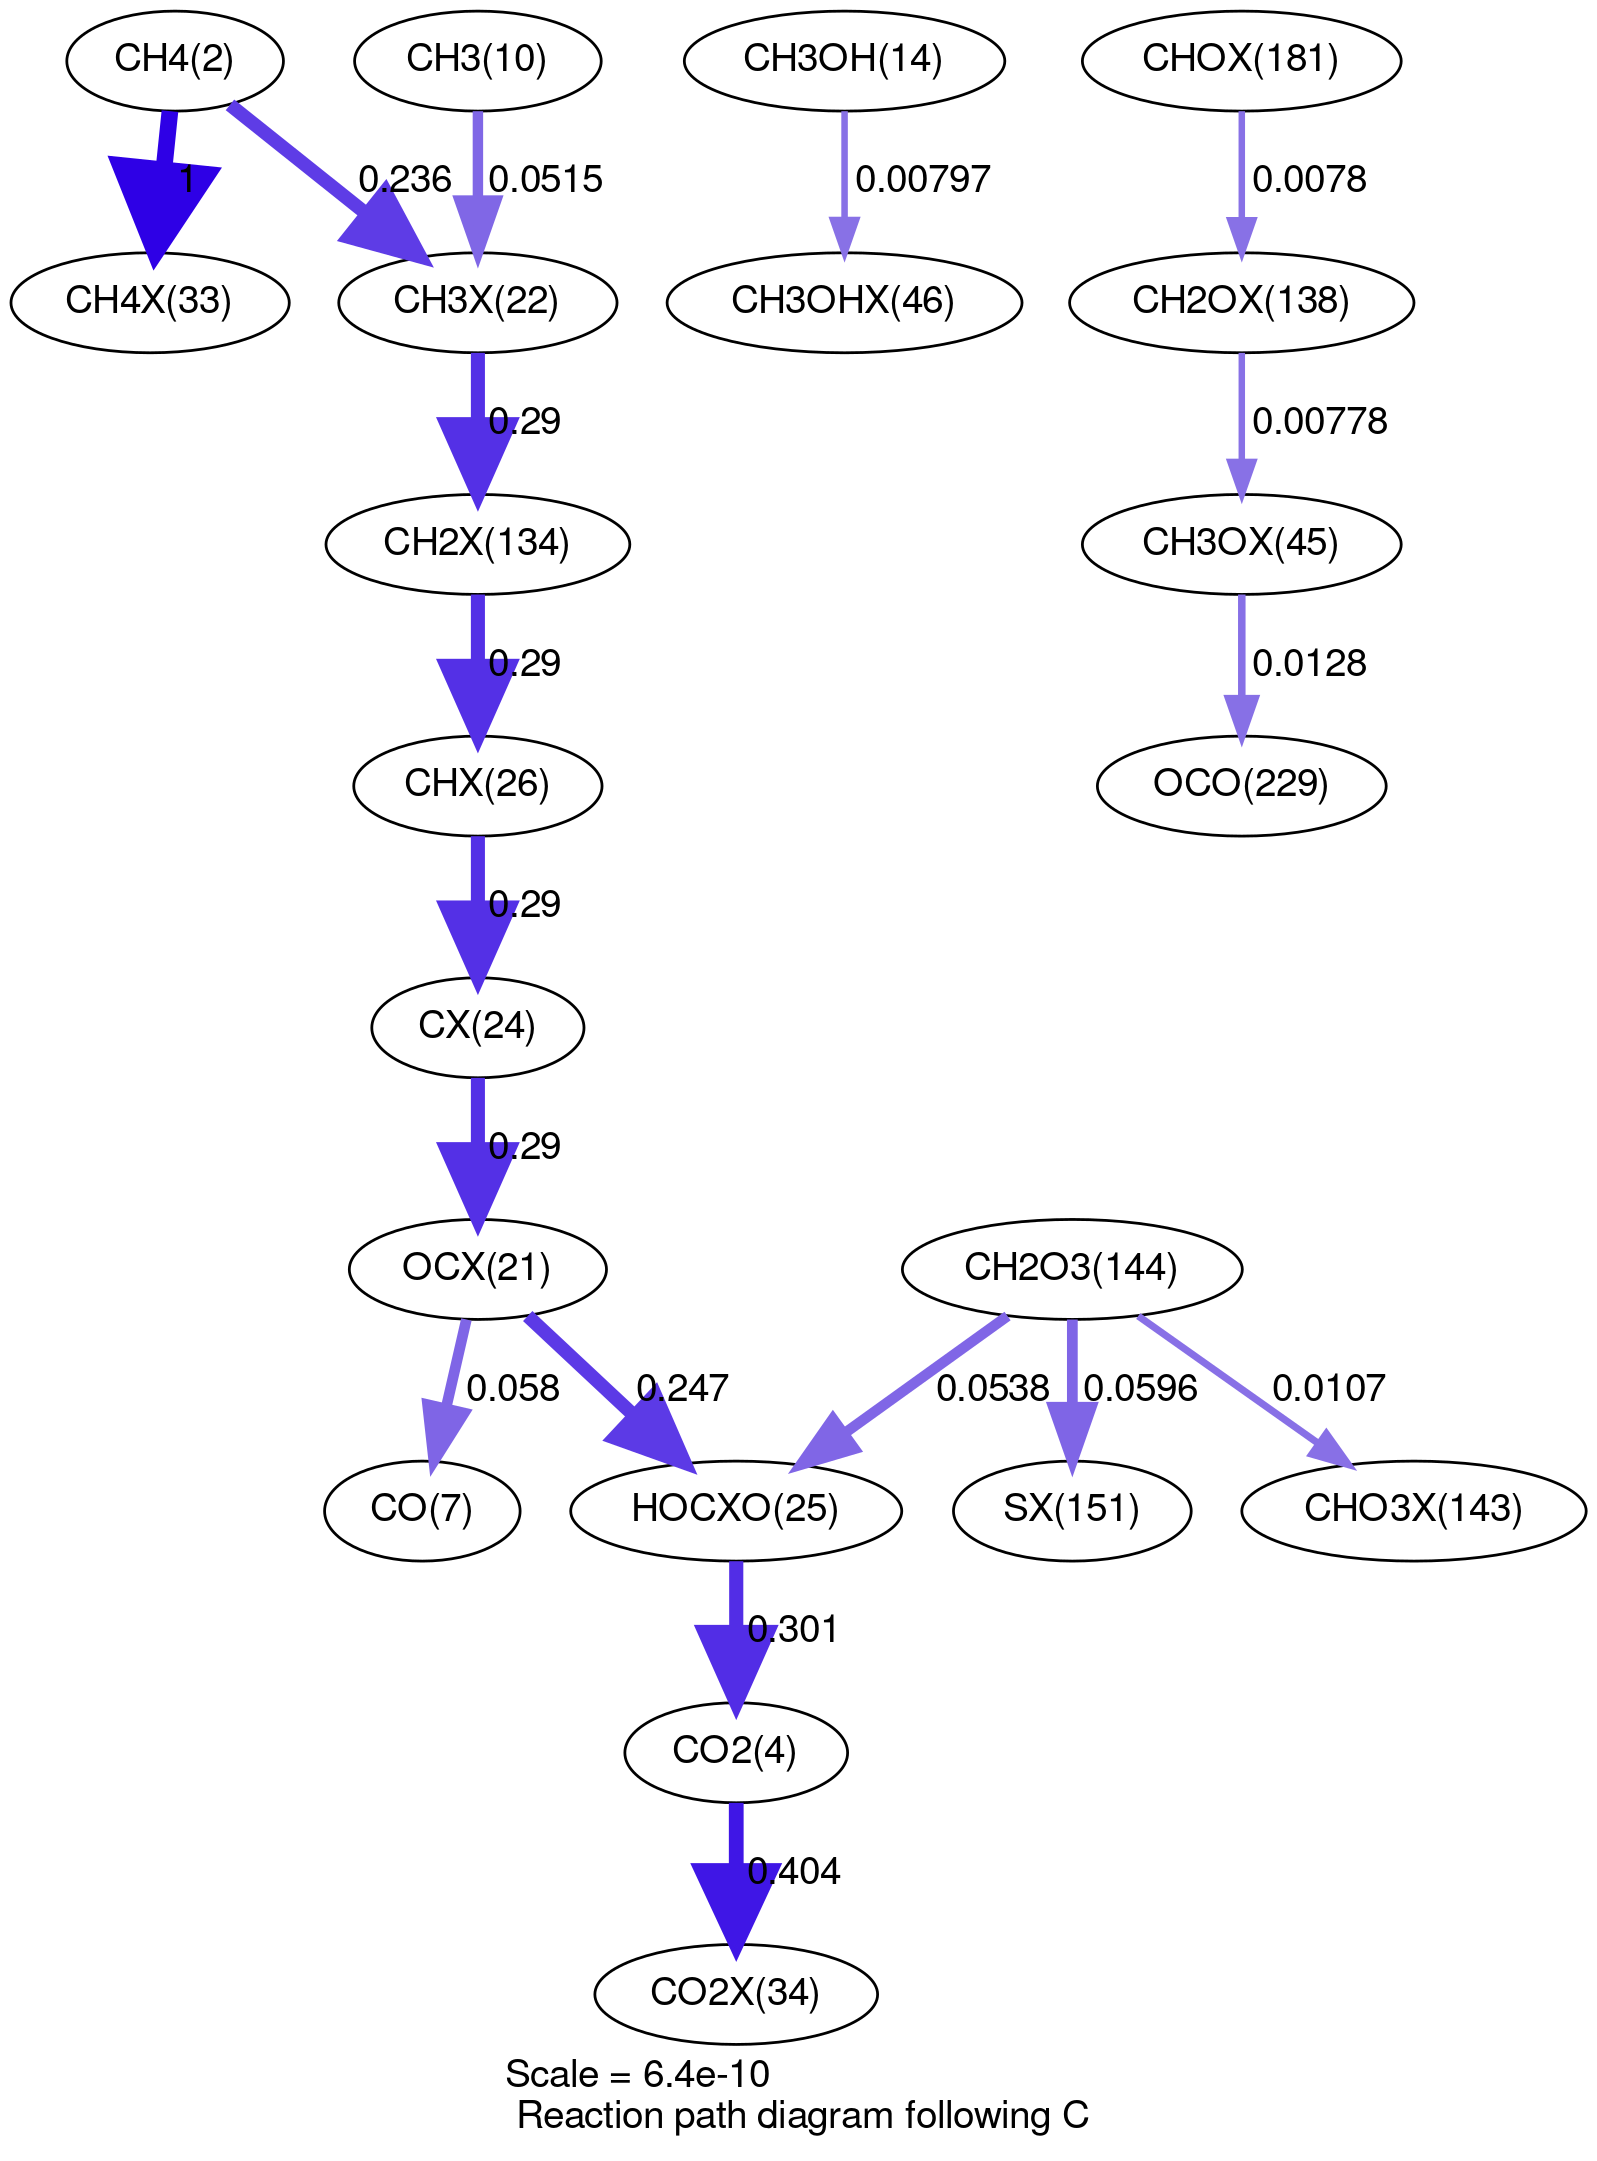 CH4(2)
CH3(10)
CH3OH(14)
CHOX(181)
1
0.236
0.0515
0.00797
0.0078
CH4X(33)
CH3X(22)
CH3OHX(46)
CH2OX(138)
0.29
0.00778
CH2X(134)
CH3OX(45)
0.29
0.0128
CHX(26)
OCO(229)
0.29
CX(24)
0.29
OCX(21)
CH2O3(144)
0.058
0.247
0.0538
0.0596
0.0107
CO(7)
HOCXO(25)
SX(151)
CHO3X(143)
0.301
CO2(4)
0.404
CO2X(34)
Scale = 6.4e-10
Reaction path diagram following C